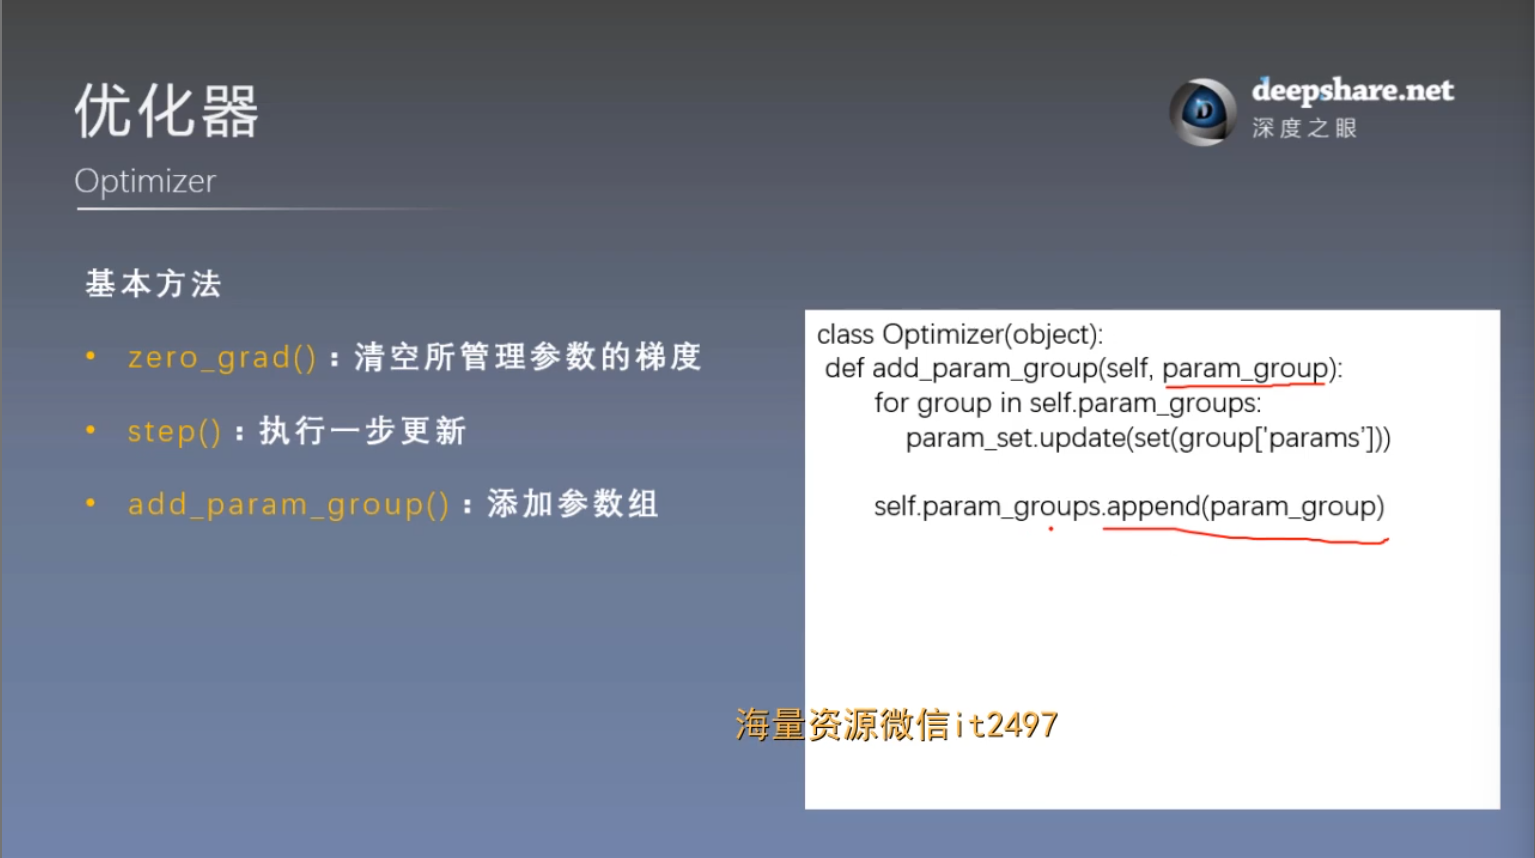 优化器
Optimizer
deepshare.net
深度之眼
基本方法
• zero_grad()：清空所管理参数的梯度
• step()：执行一步更新
• add_param_group()：添加参数组
class Optimizer(object):
def add_param_group(self, param_group):
for group in self.param_groups:
param_set.update(set(group['params’]))
self.param_groups.append(param_group)
海量资源微信it2497